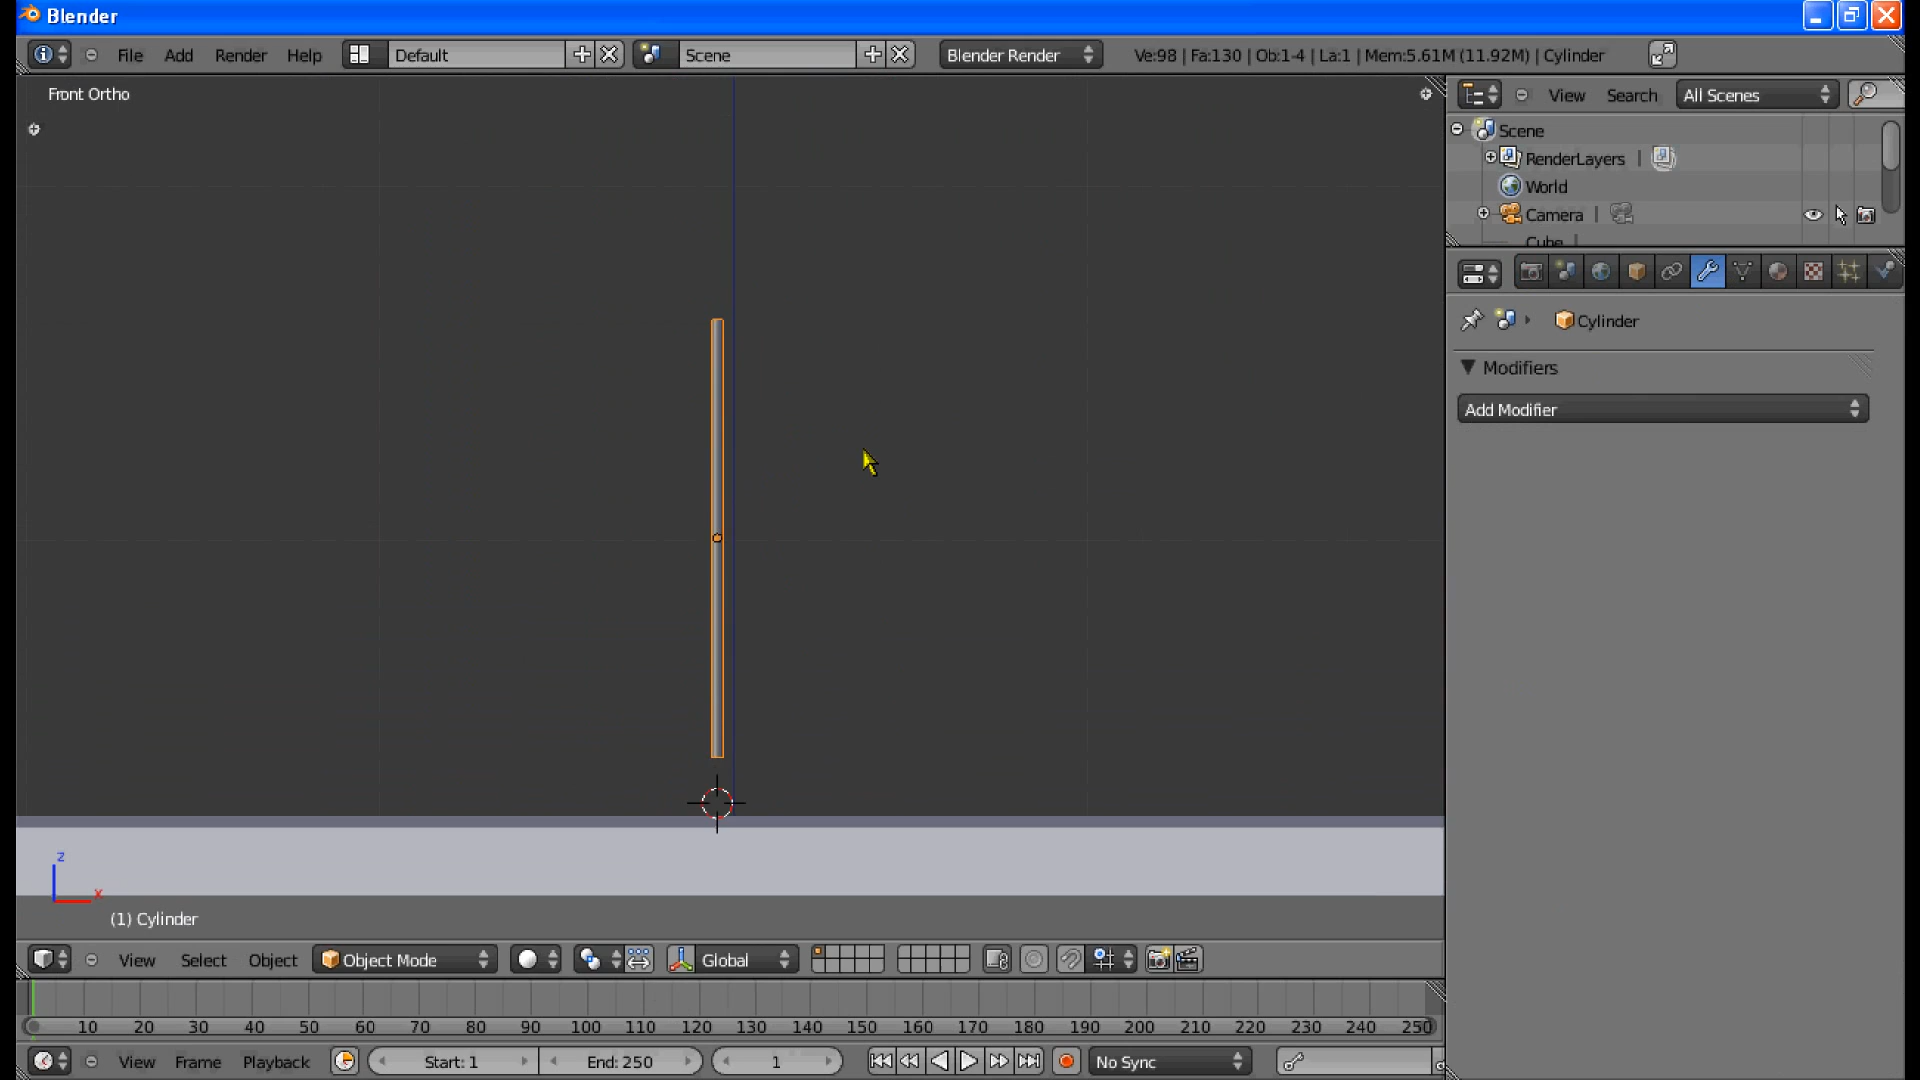 Blender
File Add Render Help Default Scene Blender Render Ve:98 | Fa:130 | Ob:1-4 | La:1 | Mem:5.61M (11.92M) | Cylinder
Front Ortho
View Search All Scenes
Scene
RenderLayers |
World
Camera |
Cube |
Cylinder
Modifiers
Add Modifier
z
x
(1) Cylinder
View Select Object Object Mode Global
10 20 30 40 50 60 70 80 90 100 110 120 130 140 150 160 170 180 190 200 210 220 230 240 250
View Frame Playback Start: 1 End: 250 1 No Sync